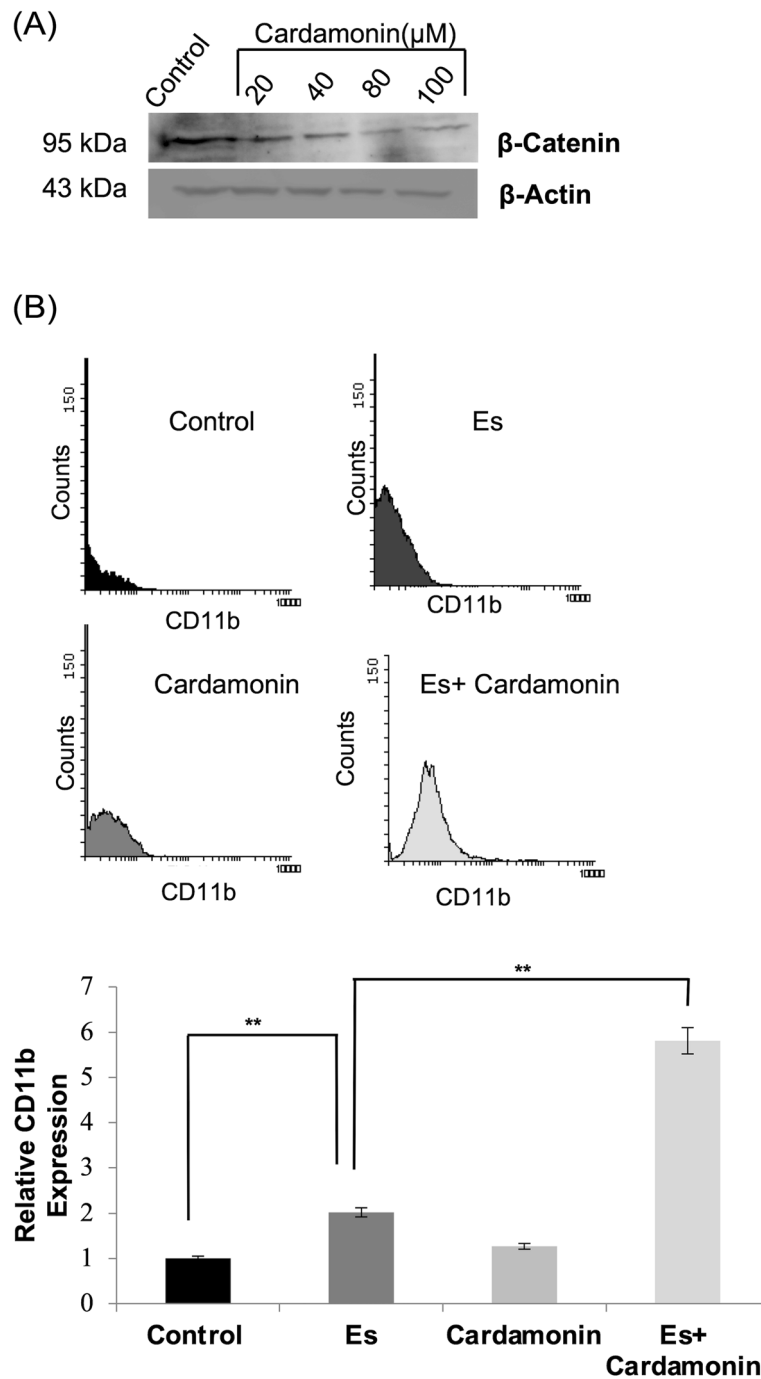 (A)
Cardamonin(µM)
Control 20 40 80 100
95 kDa β-Catenin
43 kDa β-Actin
(B)
150
Counts
Control
CD11b
150
Counts
Es
CD11b
150
Counts
Cardamonin
CD11b
150
Counts
Es+ Cardamonin
CD11b
Relative CD11b
Expression
7
6
5
4
3
2
1
0
**
**
Control Es Cardamonin Es+
Cardamonin